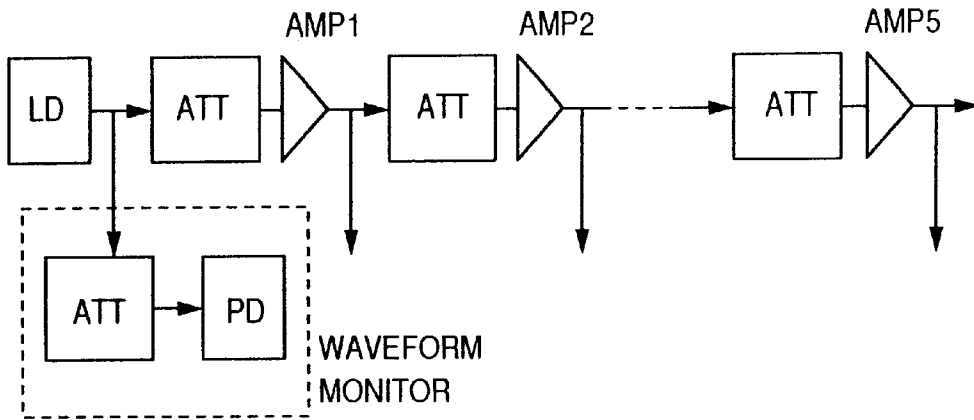 AMP1
AMP2
AMP5
LD
ATT
ATT
ATT
ATT
PD
WAVEFORM
MONITOR